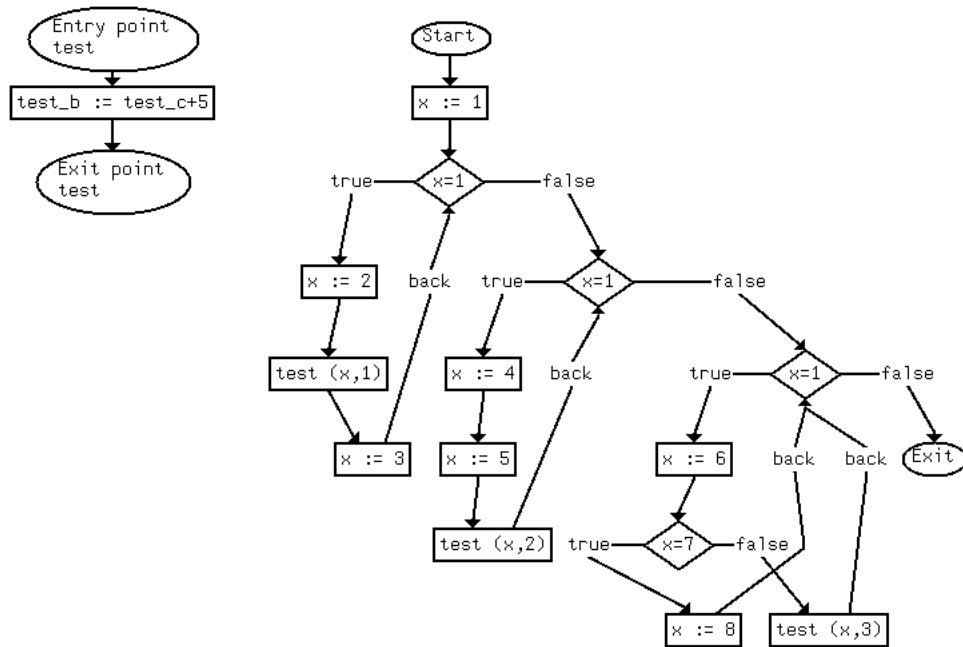 Entry point
test
test_b := test_c+5
Exit point
test
Start
x := 1
true
x=1
false
x := 2
back
true
x=1
false
test (x,1)
x := 4
back
true
x=1
false
x := 3
x := 5
x := 6
back
back
Exit
test (x,2)
true
x=7
false
x := 8
test (x,3)